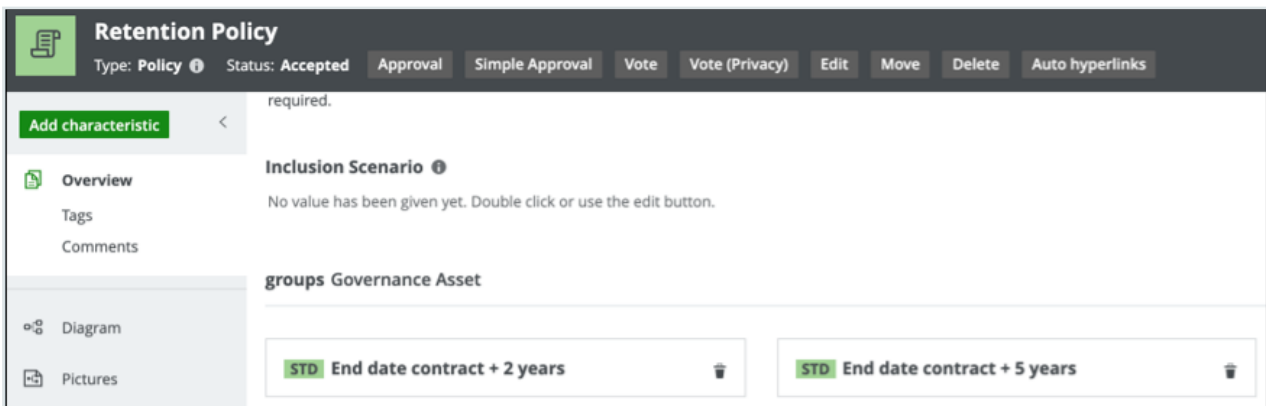 Retention Policy
Type: Policy Status: Accepted Approval Simple Approval Vote Vote (Privacy) Edit Move Delete Auto hyperlinks
Add characteristic
Overview
Tags
Comments
Diagram
Pictures
required.
Inclusion Scenario
No value has been given yet. Double click or use the edit button.
groups Governance Asset
STD End date contract + 2 years
STD End date contract + 5 years